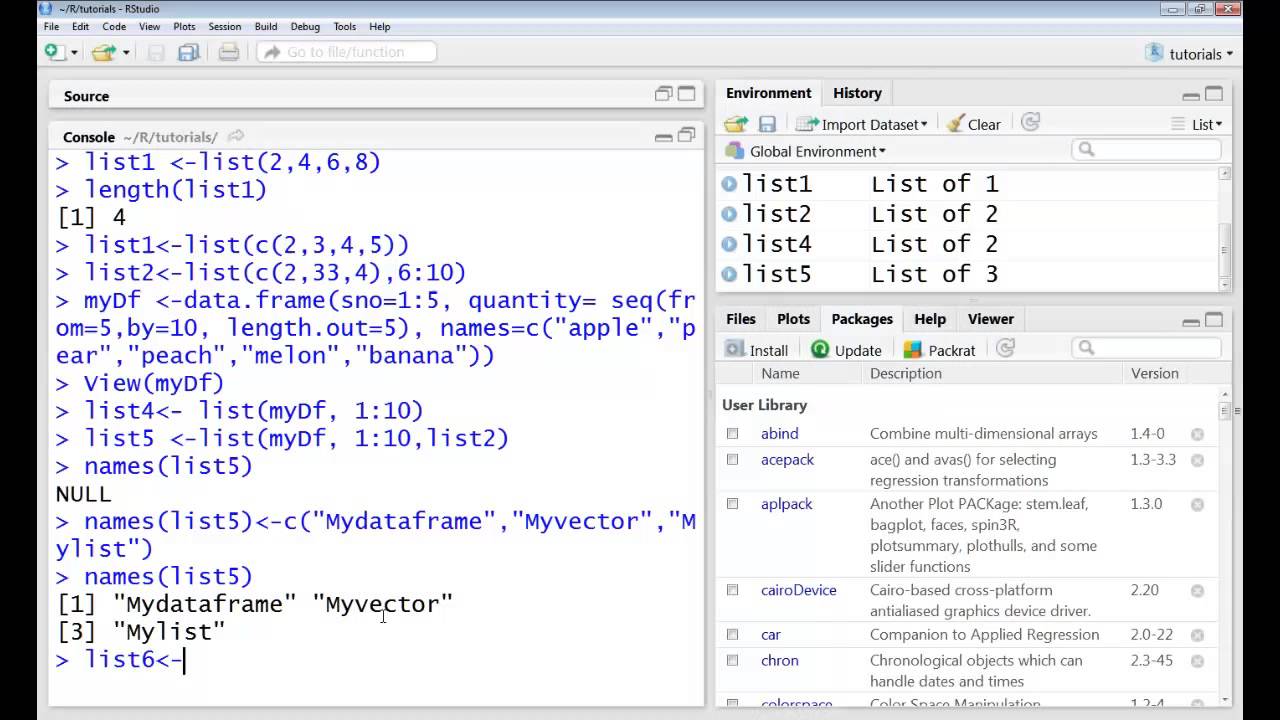 ~/R/tutorials - RStudio
File Edit Code View Plots Session Build Debug Tools Help
Go to file/function
tutorials
Source
Console ~/R/tutorials/
> list1 <-list(2,4,6,8)
> length(list1)
[1] 4
> list1<-list(c(2,3,4,5))
> list2<-list(c(2,33,4),6:10)
> myDf <-data.frame(sno=1:5, quantity= seq(fr
om=5,by=10, length.out=5), names=c("apple","p
ear","peach","melon","banana"))
> View(myDf)
> list4<- list(myDf, 1:10)
> list5 <-list(myDf, 1:10,list2)
> names(list5)
NULL
> names(list5)<-c("Mydataframe","Myvector","M
ylist")
> names(list5)
[1] "Mydataframe" "Myvector"
[3] "Mylist"
> list6<-
Environment History
Import Dataset Clear List
Global Environment
list1 List of 1
list2 List of 2
list4 List of 2
list5 List of 3
Files Plots Packages Help Viewer
Install Update Packrat
Name Description Version
User Library
abind Combine multi-dimensional arrays 1.4-0
acepack ace() and avas() for selecting 1.3-3.3
regression transformations
aplpack Another Plot PACKage: stem.leaf, 1.3.0
bagplot, faces, spin3R,
plotsummary, plothulls, and some
slider functions
cairoDevice Cairo-based cross-platform 2.20
antialiased graphics device driver.
car Companion to Applied Regression 2.0-22
chron Chronological objects which can 2.3-45
handle dates and times
colorspace Color Space Manipulation 1.2-4